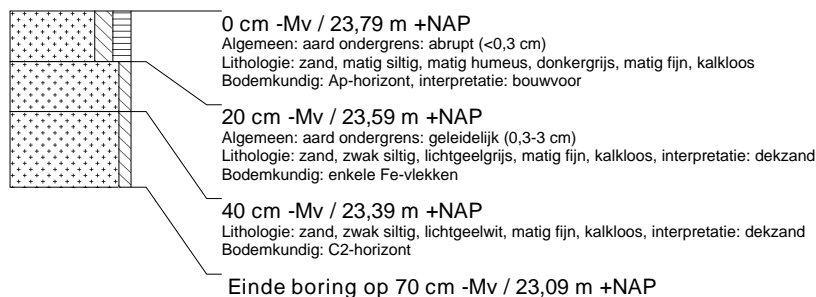 0 cm -Mv / 23,79 m +NAP
Algemeen: aard ondergrens: abrupt (<0,3 cm)
Lithologie: zand, matig siltig, matig humeus, donkergrijs, matig fijn, kalkloos
Bodemkundig: Ap-horizont, interpretatie: bouwvoor
20 cm -Mv / 23,59 m +NAP
Algemeen: aard ondergrens: geleidelijk (0,3-3 cm)
Lithologie: zand, zwak siltig, lichtgeelgrijs, matig fijn, kalkloos, interpretatie: dekzand
Bodemkundig: enkele Fe-vlekken
40 cm -Mv / 23,39 m +NAP
Lithologie: zand, zwak siltig, lichtgeelwit, matig fijn, kalkloos, interpretatie: dekzand
Bodemkundig: C2-horizont
Einde boring op 70 cm -Mv / 23,09 m +NAP